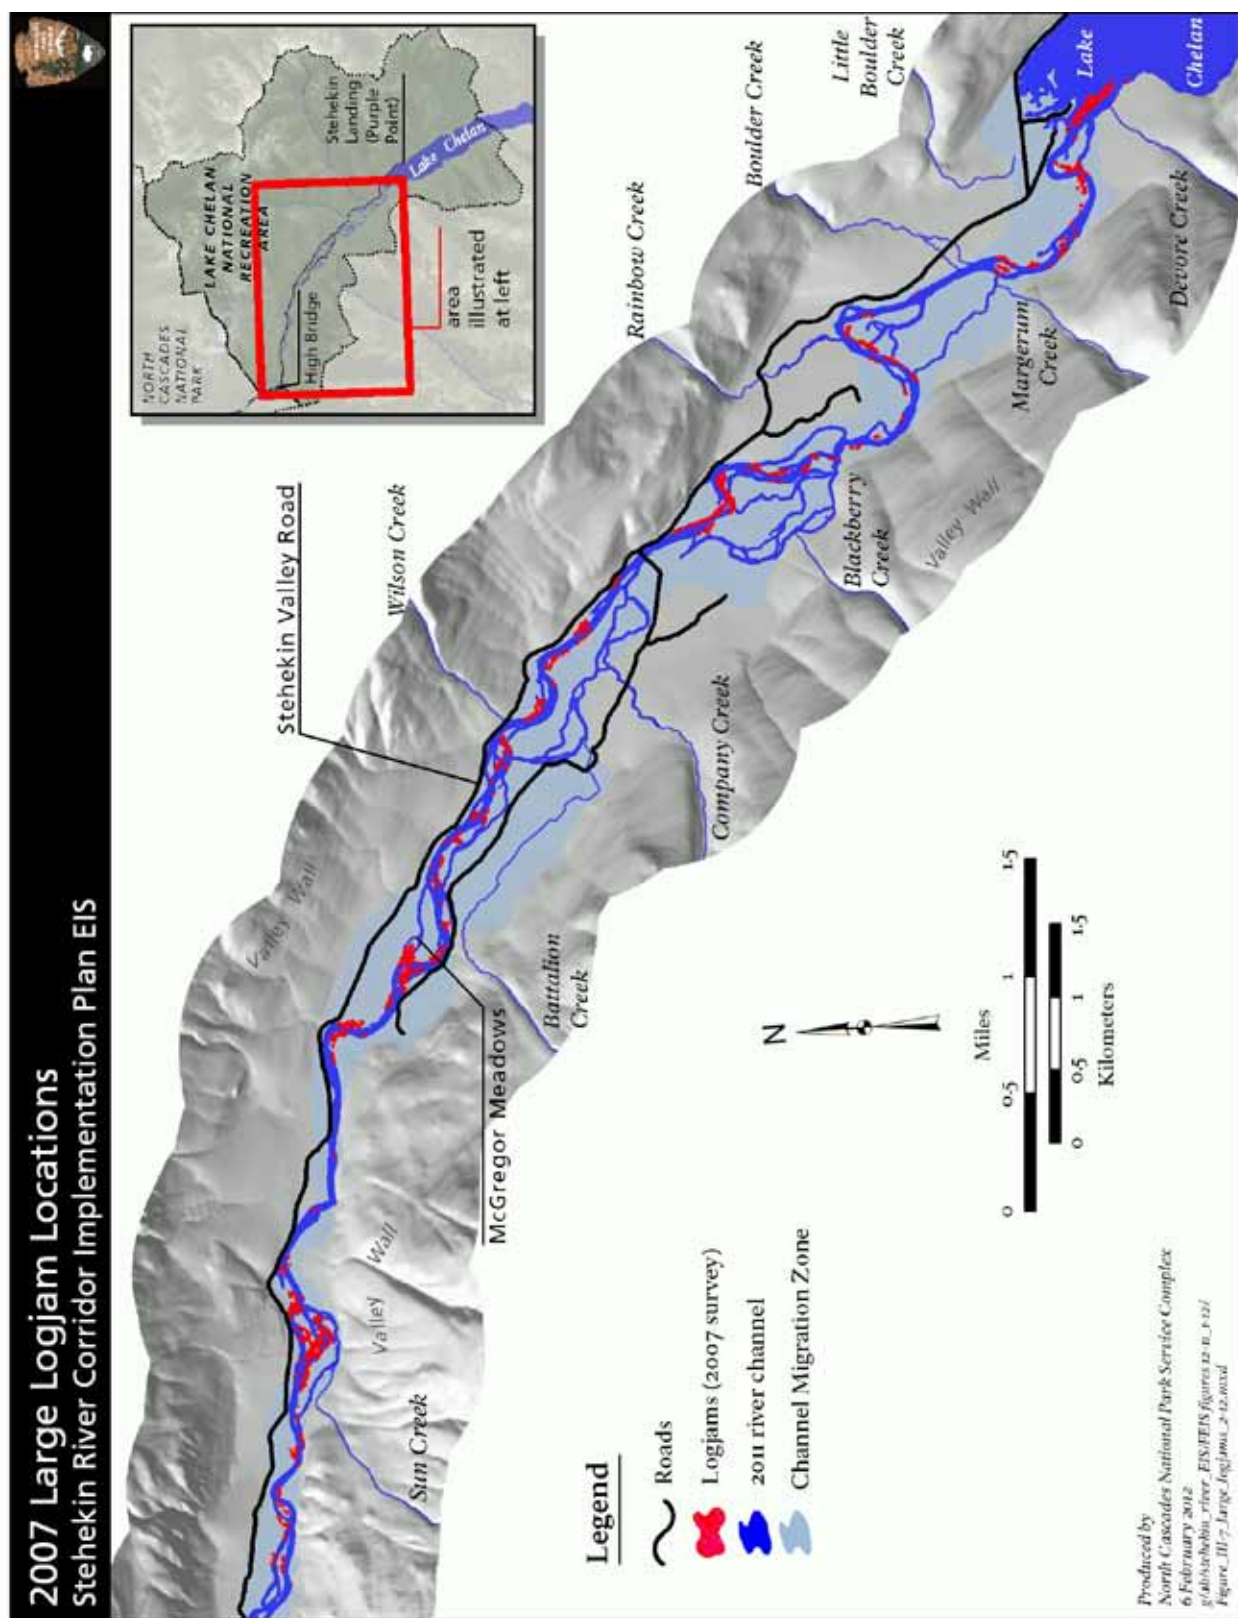 2007 Large Logjam Locations
Stehekin River Corridor Implementation Plan EIS
NORTH
CASCADES
NATIONAL
PARK
LAKE CHELAN
NATIONAL
RECREATION
AREA
High Bridge
Stehekin
Landing
(Purple
Point)
Lake Chelan
area
illustrated
at left
Stehekin Valley Road
Wilson Creek
Rainbow Creek
Boulder Creek
Little
Boulder
Creek
Lake
Chelan
Valley Wall
Valley Wall
Sun Creek
McGregor Meadows
Battalion
Creek
Company Creek
Blackberry
Creek
Valley Wall
Margerum
Creek
Devore Creek
Legend
Roads
Logjams (2007 survey)
2011 river channel
Channel Migration Zone
N
Miles
0 0.5 1 1.5
0 0.5 1 1.5
Kilometers
Produced by
North Cascades National Park Service Complex
6 February 2012